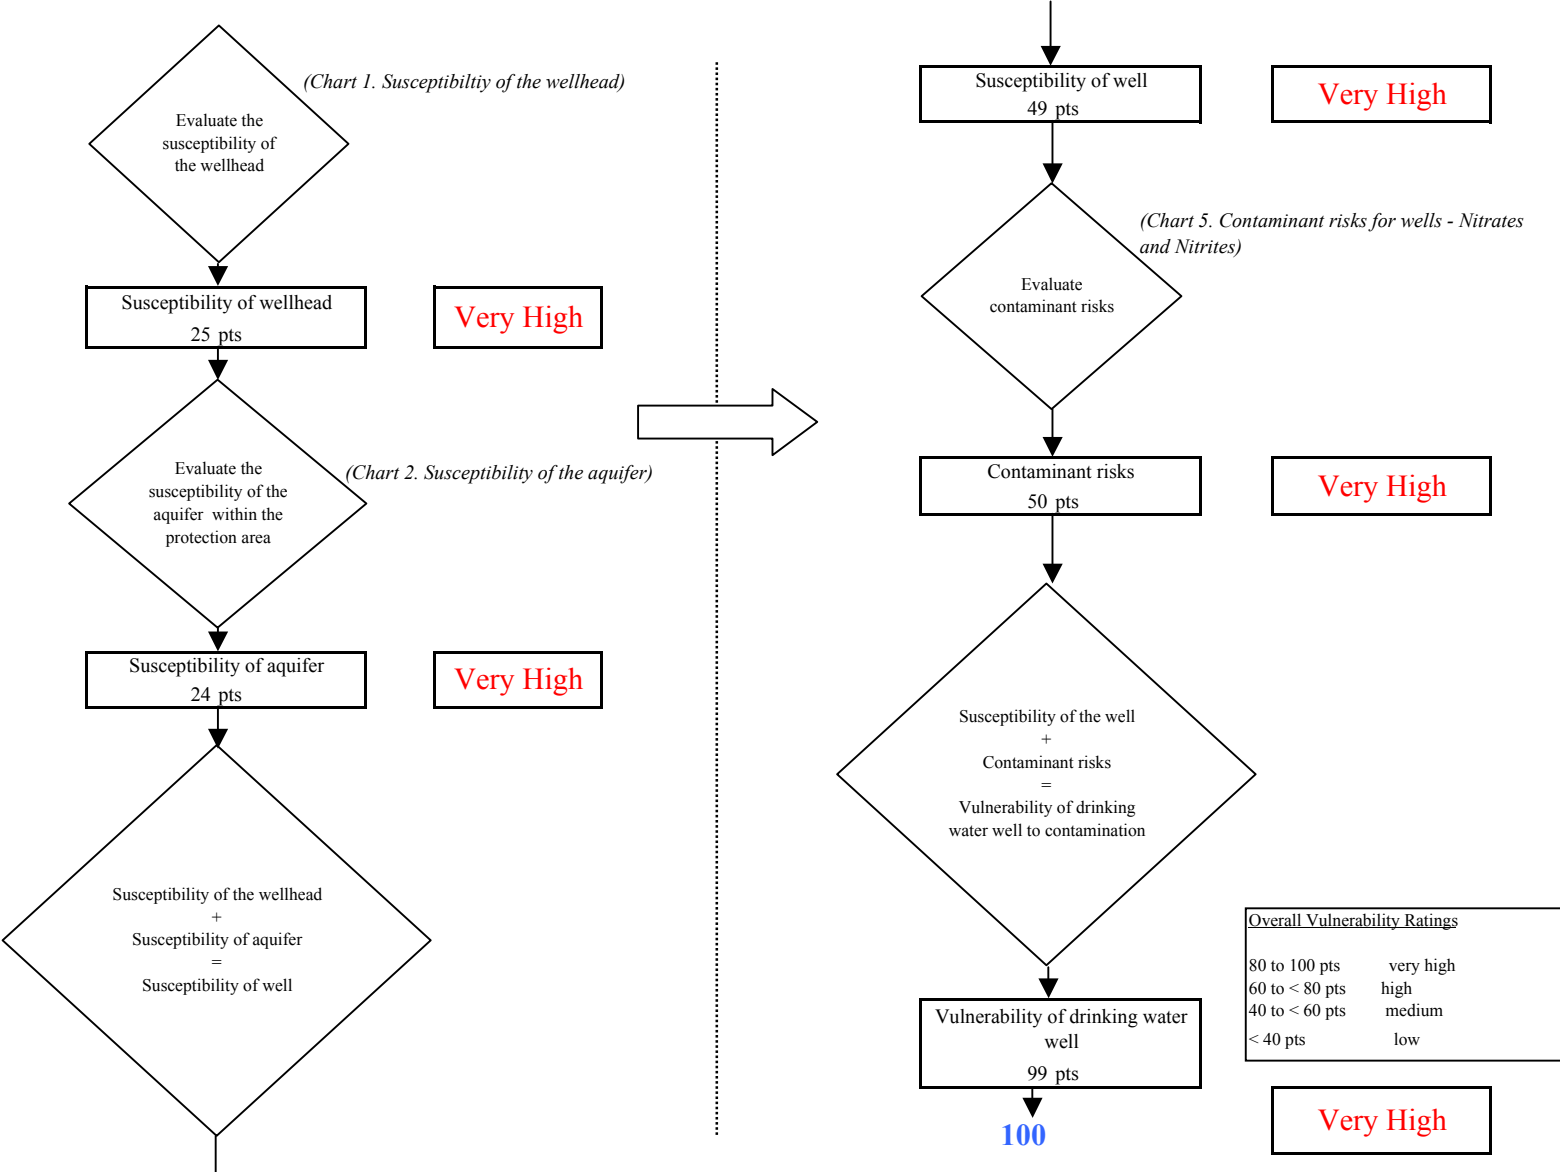 (Chart 1. Susceptibiltiy of the wellhead)
Evaluate the
susceptibility of
the wellhead
Susceptibility of wellhead
25 pts
Very High
(Chart 2. Susceptibility of the aquifer)
Evaluate the
susceptibility of the
aquifer within the
protection area
Susceptibility of aquifer
24 pts
Very High
Susceptibility of the wellhead
+
Susceptibility of aquifer
=
Susceptibility of well
Susceptibility of well
49 pts
Very High
(Chart 5. Contaminant risks for wells - Nitrates
and Nitrites)
Evaluate
contaminant risks
Contaminant risks
50 pts
Very High
Susceptibility of the well
+
Contaminant risks
=
Vulnerability of drinking
water well to contamination
Vulnerability of drinking water
well
99 pts
100
Overall Vulnerability Ratings
80 to 100 pts very high
60 to < 80 pts high
40 to < 60 pts medium
< 40 pts low
Very High